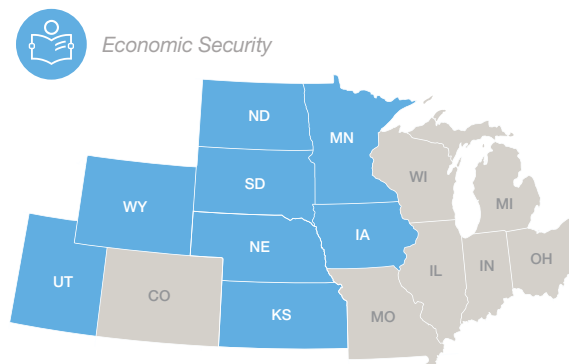 Economic Security
ND
MN
WI
MI
SD
WY
NE
IA
UT
CO
KS
MO
IL
IN
OH